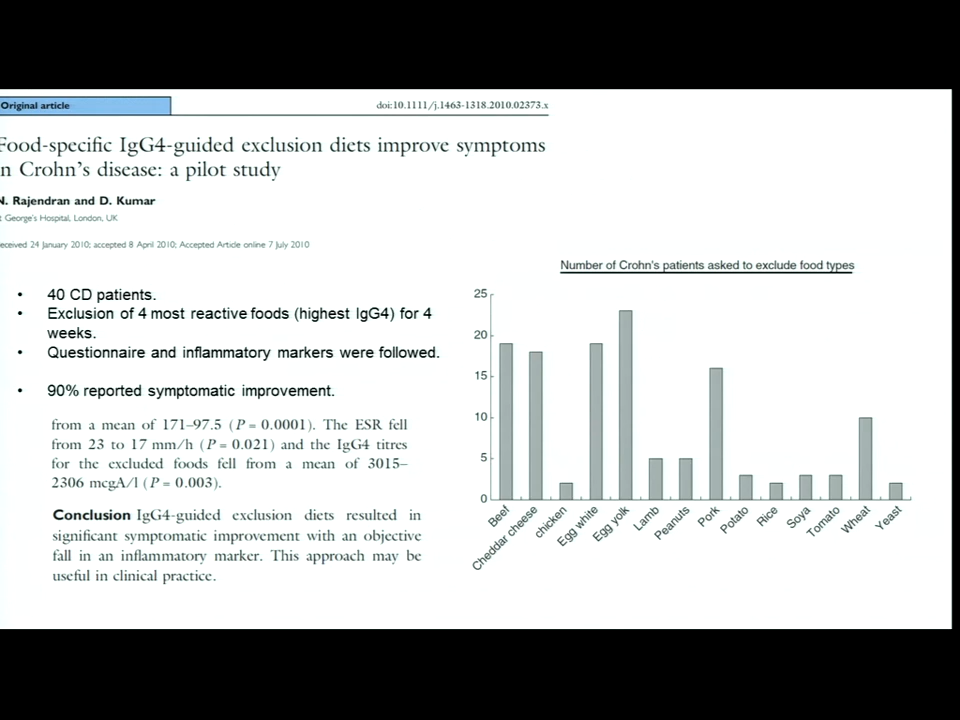 Original article
doi:10.1111/j.1463-1318.2010.02373.x
Food-specific IgG4-guided exclusion diets improve symptoms
n Crohn's disease: a pilot study
N. Rajendran and D. Kumar
George's Hospital, London, UK
eceived 24 January 2010; accepted 8 April 2010; Accepted Article online 7 July 2010
• 40 CD patients.
• Exclusion of 4 most reactive foods (highest IgG4) for 4
weeks.
• Questionnaire and inflammatory markers were followed.
• 90% reported symptomatic improvement.
from a mean of 171–97.5 (P = 0.0001). The ESR fell
from 23 to 17 mm/h (P = 0.021) and the IgG4 titres
for the excluded foods fell from a mean of 3015–
2306 mcgA/l (P = 0.003).
Conclusion IgG4-guided exclusion diets resulted in
significant symptomatic improvement with an objective
fall in an inflammatory marker. This approach may be
useful in clinical practice.
Number of Crohn's patients asked to exclude food types
25
20
15
10
5
0
Beef
Cheddar cheese
chicken
Egg white
Egg yolk
Lamb
Peanuts
Pork
Potato
Rice
Soya
Tomato
Wheat
Yeast